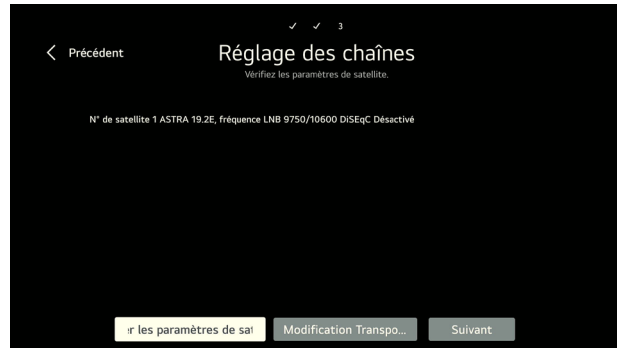 ✓ ✓ 3
Précédent
Réglage des chaînes
Vérifiez les paramètres de satellite.
N° de satellite 1 ASTRA 19.2E, fréquence LNB 9750/10600 DiSEqC Désactivé
les paramètres de
Modification Transpo...
Suivant